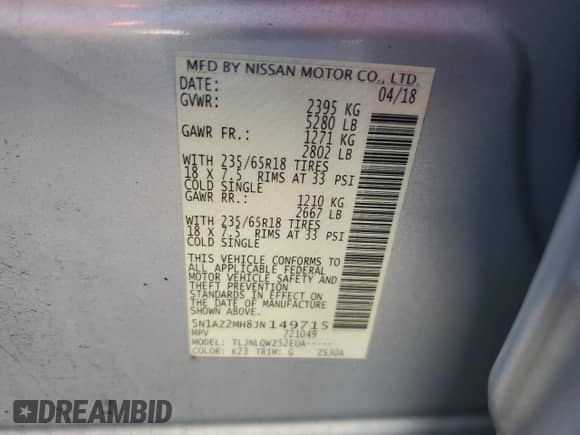 MFD BY NISSAN MOTOR CO., LTD.
DATE: 04/18
GVWR: 2395 KG
5280 LB
GAWR FR.: 1271 KG
2802 LB
WITH 235/65R18 TIRES
18 X 7.5 RIMS AT 33 PSI
COLD SINGLE
GAWR RR.: 1210 KG
2667 LB
WITH 235/65R18 TIRES
18 X 7.5 RIMS AT 33 PSI
COLD SINGLE
THIS VEHICLE CONFORMS TO
ALL APPLICABLE FEDERAL
MOTOR VEHICLE SAFETY AND
THEFT PREVENTION
STANDARDS IN EFFECT ON
THE DATE OF MANUFACTURE
SHOWN ABOVE.
5N1AZ2MH8JN149715
MPV 721049
MODEL: TLJNLQWZ52EUA-----
COLOR: K23 TRIM: G 253DA
DREAMBID